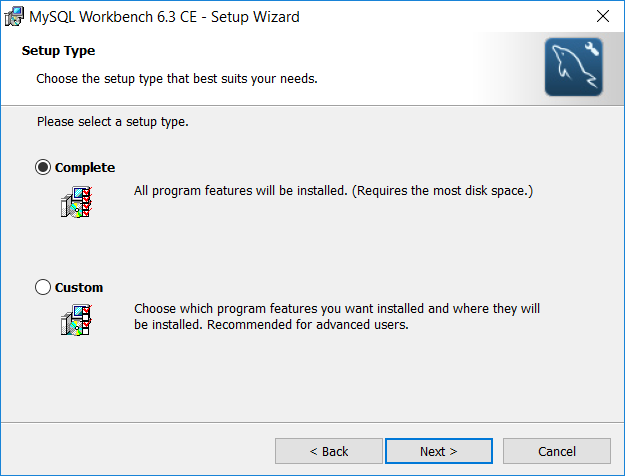 MySQL Workbench 6.3 CE - Setup Wizard
Setup Type
Choose the setup type that best suits your needs.
Please select a setup type.
Complete
All program features will be installed. (Requires the most disk space.)
Custom
Choose which program features you want installed and where they will
be installed. Recommended for advanced users.
< Back
Next >
Cancel